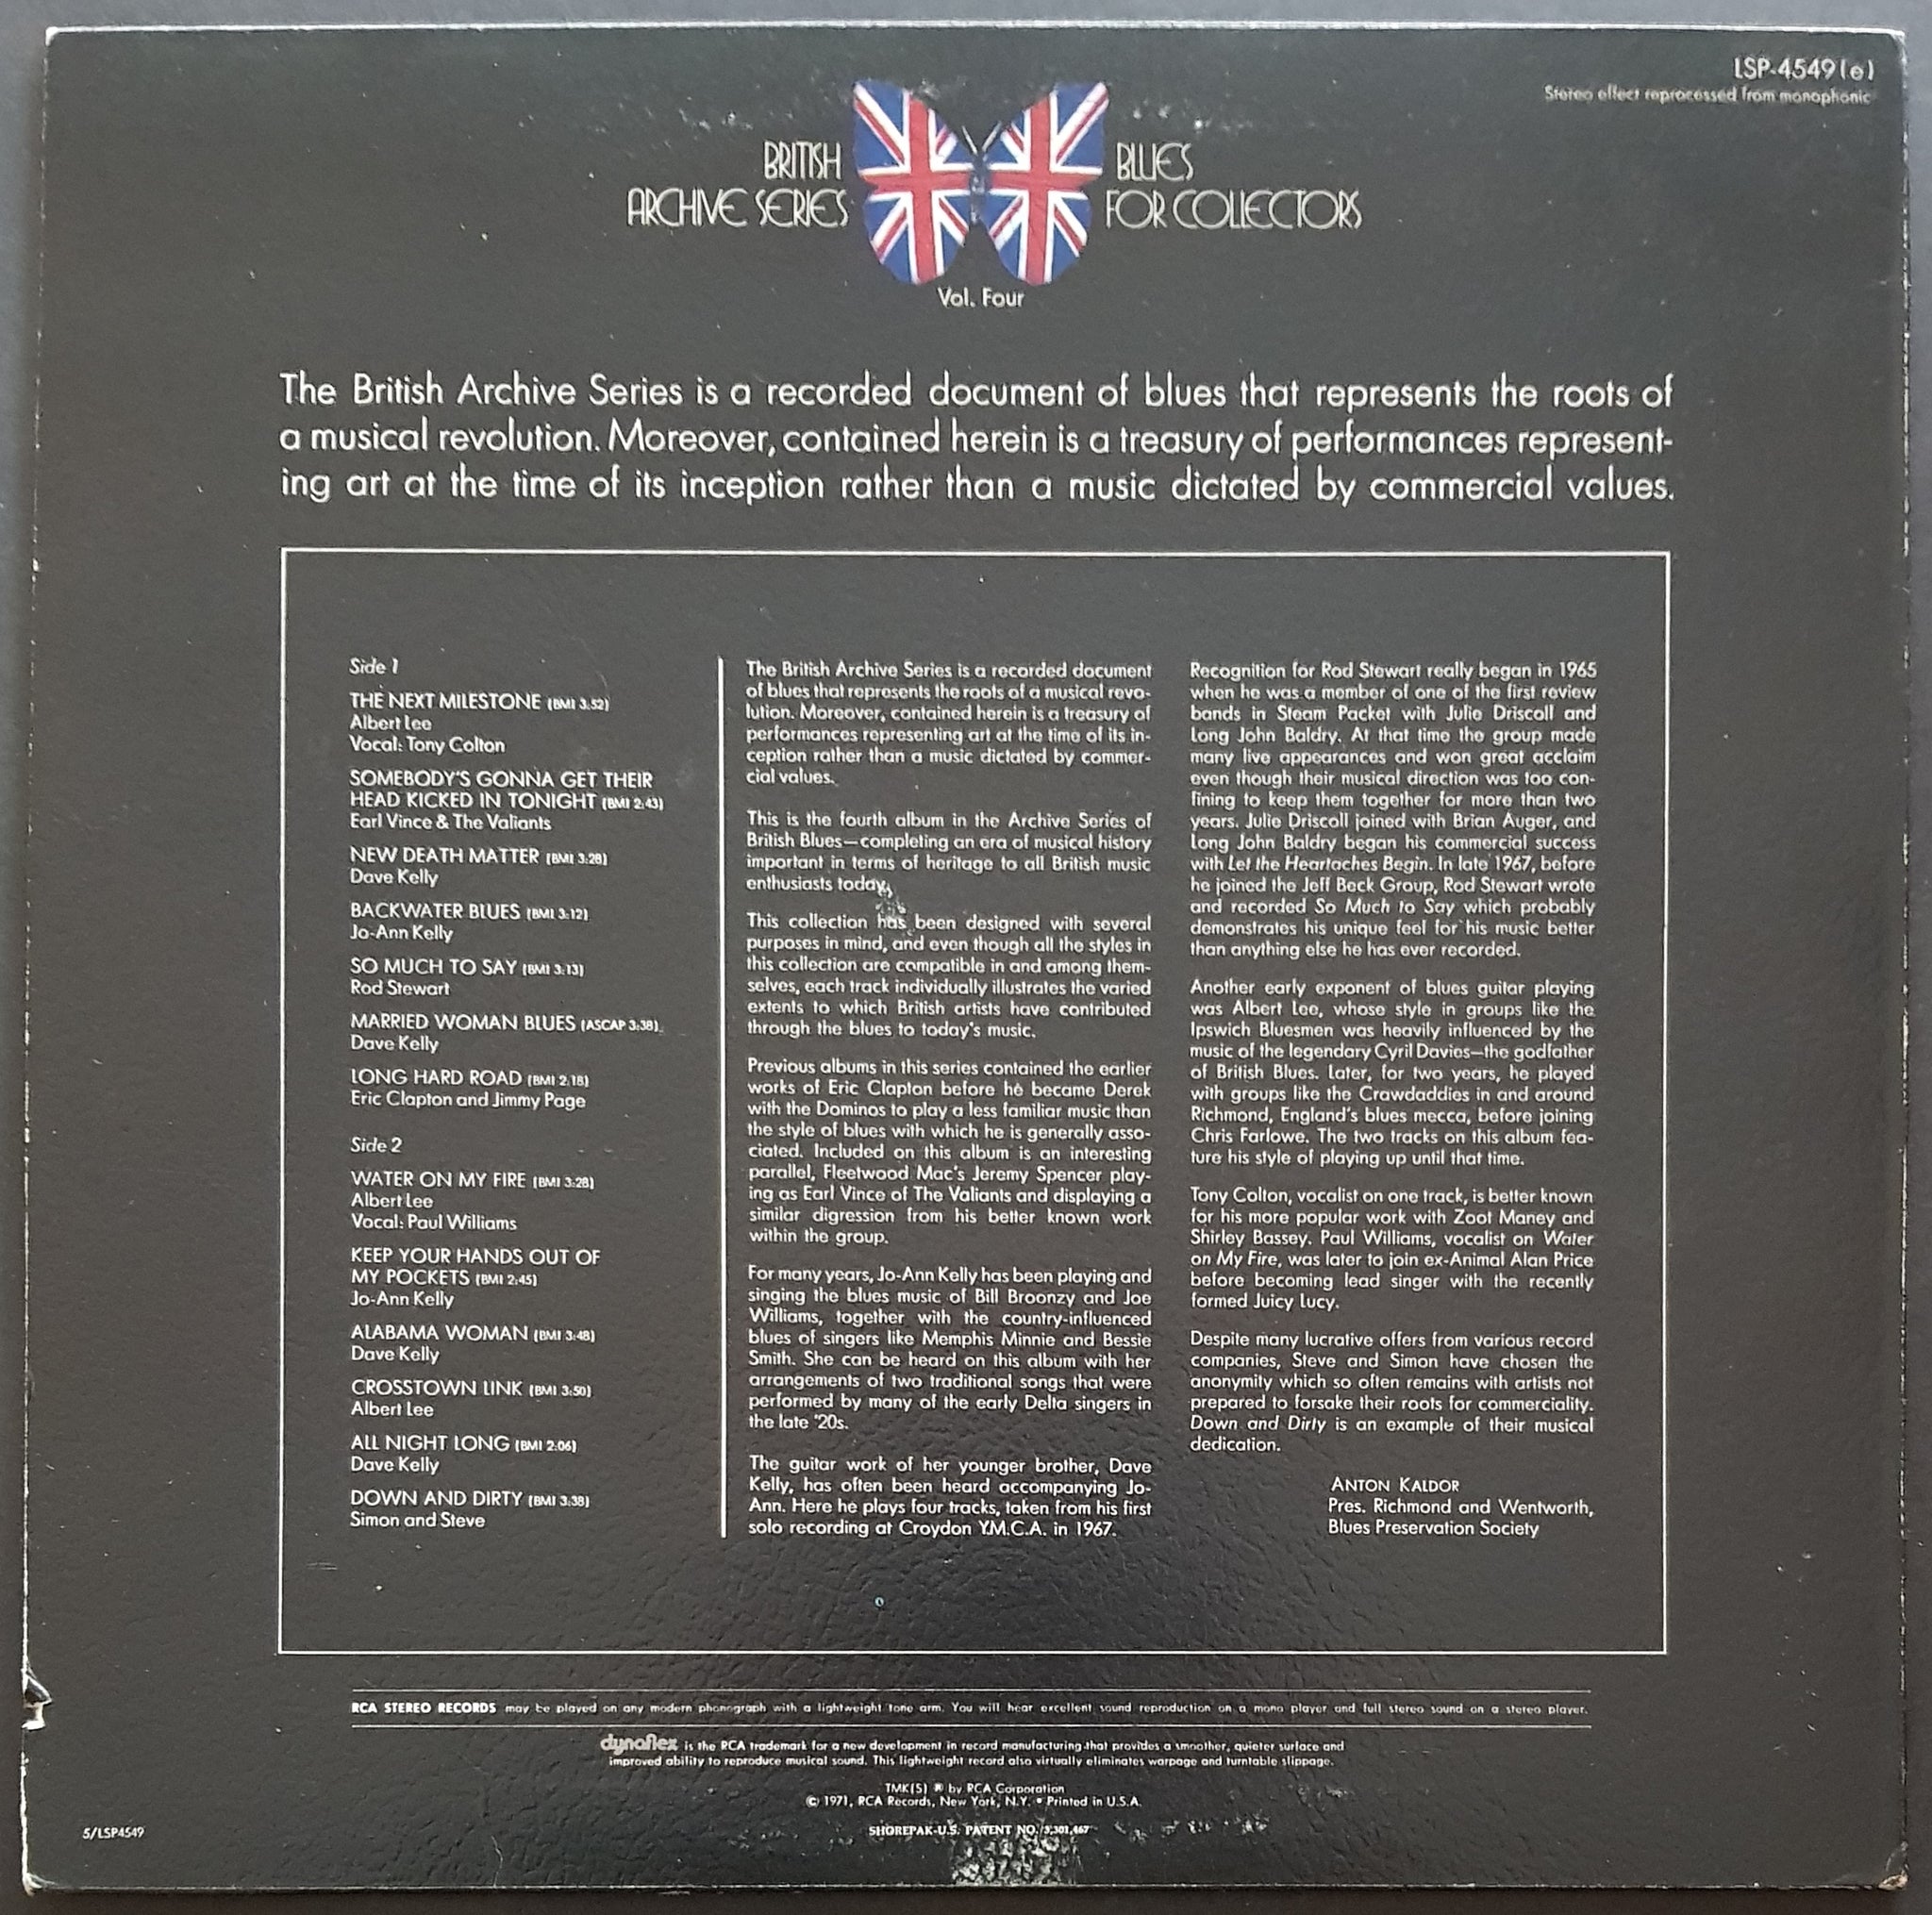 LSP-4549(e)
Stereo effect reprocessed from monophonic
BRITISH
ARCHIVE SERIES
BLUES
FOR COLLECTORS
Vol. Four
The British Archive Series is a recorded document of blues that represents the roots of
a musical revolution. Moreover, contained herein is a treasury of performances represent-
ing art at the time of its inception rather than a music dictated by commercial values.
Side 1
THE NEXT MILESTONE (BMI 3:52)
Albert Lee
Vocal: Tony Colton
SOMEBODY'S GONNA GET THEIR
HEAD KICKED IN TONIGHT (BMI 2:43)
Earl Vince & The Valiants
NEW DEATH MATTER (BMI 3:28)
Dave Kelly
BACKWATER BLUES (BMI 3:12)
Jo-Ann Kelly
SO MUCH TO SAY (BMI 3:13)
Rod Stewart
MARRIED WOMAN BLUES (ASCAP 3:38)
Dave Kelly
LONG HARD ROAD (BMI 2:18)
Eric Clapton and Jimmy Page
Side 2
WATER ON MY FIRE (BMI 3:28)
Albert Lee
Vocal: Paul Williams
KEEP YOUR HANDS OUT OF
MY POCKETS (BMI 2:45)
Jo-Ann Kelly
ALABAMA WOMAN (BMI 3:48)
Dave Kelly
CROSSTOWN LINK (BMI 3:50)
Albert Lee
ALL NIGHT LONG (BMI 2:06)
Dave Kelly
DOWN AND DIRTY (BMI 3:38)
Simon and Steve
The British Archive Series is a recorded document
of blues that represents the roots of a musical revo-
lution. Moreover, contained herein is a treasury of
performances representing art at the time of its in-
ception rather than a music dictated by commer-
cial values.
This is the fourth album in the Archive Series of
British Blues—completing an era of musical history
important in terms of heritage to all British music
enthusiasts today.
This collection has been designed with several
purposes in mind, and even though all the styles in
this collection are compatible in and among them-
selves, each track individually illustrates the varied
extents to which British artists have contributed
through the blues to today's music.
Previous albums in this series contained the earlier
works of Eric Clapton before he became Derek
with the Dominos to play a less familiar music than
the style of blues with which he is generally asso-
ciated. Included on this album is an interesting
parallel, Fleetwood Mac's Jeremy Spencer play-
ing as Earl Vince of The Valiants and displaying a
similar digression from his better known work
within the group.
For many years, Jo-Ann Kelly has been playing and
singing the blues music of Bill Broonzy and Joe
Williams, together with the country-influenced
blues of singers like Memphis Minnie and Bessie
Smith. She can be heard on this album with her
arrangements of two traditional songs that were
performed by many of the early Delta singers in
the late '20s.
The guitar work of her younger brother, Dave
Kelly, has often been heard accompanying Jo-
Ann. Here he plays four tracks, taken from his first
solo recording at Croydon Y.M.C.A. in 1967.
Recognition for Rod Stewart really began in 1965
when he was a member of one of the first review
bands in Steam Packet with Julie Driscoll and
Long John Baldry. At that time the group made
many live appearances and won great acclaim
even though their musical direction was too con-
fining to keep them together for more than two
years. Julie Driscoll joined with Brian Auger, and
Long John Baldry began his commercial success
with Let the Heartaches Begin. In late 1967, before
he joined the Jeff Beck Group, Rod Stewart wrote
and recorded So Much to Say which probably
demonstrates his unique feel for his music better
than anything else he has ever recorded.
Another early exponent of blues guitar playing
was Albert Lee, whose style in groups like the
Ipswich Bluesmen was heavily influenced by the
music of the legendary Cyril Davies—the godfather
of British Blues. Later, for two years, he played
with groups like the Crawdaddies in and around
Richmond, England's blues mecca, before joining
Chris Farlowe. The two tracks on this album fea-
ture his style of playing up until that time.
Tony Colton, vocalist on one track, is better known
for his more popular work with Zoot Maney and
Shirley Bassey. Paul Williams, vocalist on Water
on My Fire, was later to join ex-Animal Alan Price
before becoming lead singer with the recently
formed Juicy Lucy.
Despite many lucrative offers from various record
companies, Steve and Simon have chosen the
anonymity which so often remains with artists not
prepared to forsake their roots for commerciality.
Down and Dirty is an example of their musical
dedication.
ANTON KALDOR
Pres. Richmond and Wentworth,
Blues Preservation Society
RCA STEREO RECORDS may be played on any modern phonograph with a lightweight tone arm. You will hear excellent sound reproduction on a mono player and full stereo sound on a stereo player.
dynaflex is the RCA trademark for a new development in record manufacturing that provides a smoother, quieter surface and
improved ability to reproduce musical sound. This lightweight record also virtually eliminates warpage and turntable slippage.
TMK(S) ® by RCA Corporation
© 1971, RCA Records, New York, N.Y. • Printed in U.S.A.
SHOREPAK-U.S. PATENT NO. 3,301,467
5/LSP4549